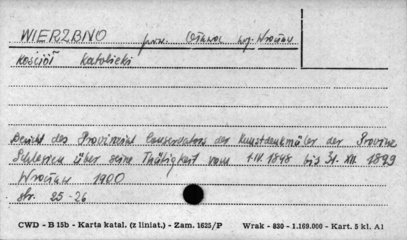 WIERZBNO pow. Oława woj. Wrocław
Kościół katolicki
Bericht des Provinzial Conservators der Kunstdenkmäler der Provinz
Schlesien über seine Thätigkeit vom 1.IV.1898 bis 31. XII. 1899
Wrocław 1900
str. 25-26
CWD - B 15b - Karta katal. (z liniat.) - Zam. 1625/P Wrak - 830 - 1.169.000 - Kart. 5 kl. A1